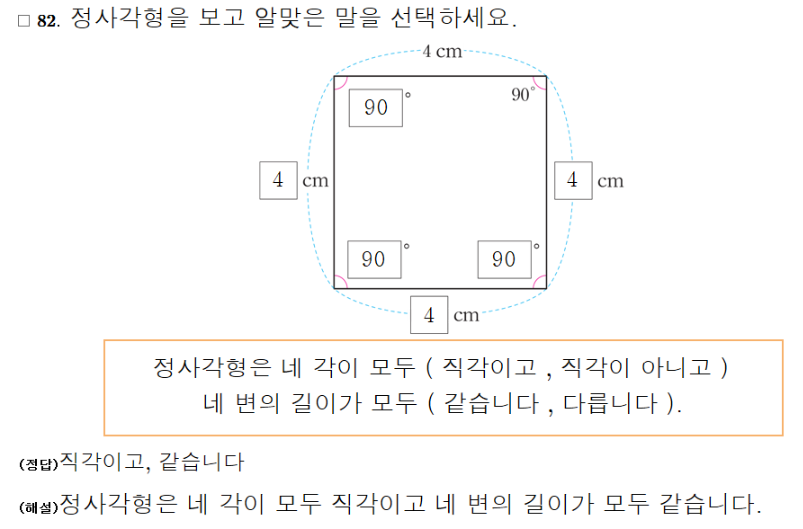 □ 82. 정사각형을 보고 알맞은 말을 선택하세요.
4 cm
90° 90°
4 cm 4 cm
90° 90°
4 cm
정사각형은 네 각이 모두 ( 직각이고 , 직각이 아니고 )
네 변의 길이가 모두 ( 같습니다 , 다릅니다 ).
(정답)직각이고, 같습니다
(해설)정사각형은 네 각이 모두 직각이고 네 변의 길이가 모두 같습니다.